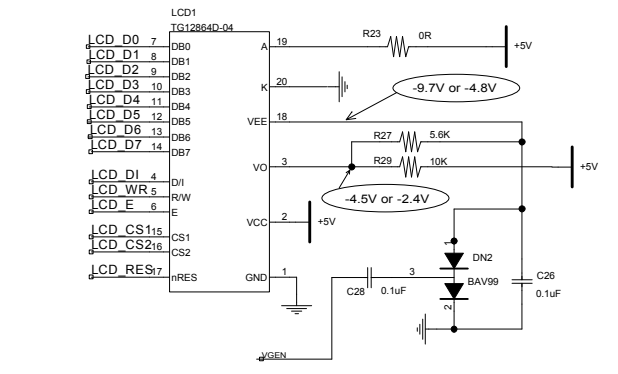 LCD1
TG12864D-04
LCD_D0 7 DB0
LCD_D1 8 DB1
LCD_D2 9 DB2
LCD_D3 10 DB3
LCD_D4 11 DB4
LCD_D5 12 DB5
LCD_D6 13 DB6
LCD_D7 14 DB7
LCD_DI 4 D/I
LCD_WR 5 R/W
LCD_E 6 E
LCD_CS1 15 CS1
LCD_CS2 16 CS2
LCD_RES 17 nRES
A 19
R23 0R
+5V
K 20
-9.7V or -4.8V
VEE 18
R27 5.6K
VO 3
R29 10K
+5V
-4.5V or -2.4V
VCC 2
+5V
1
DN2
GND 1
C28 0.1uF
3
BAV99
2
C26
0.1uF
VGEN